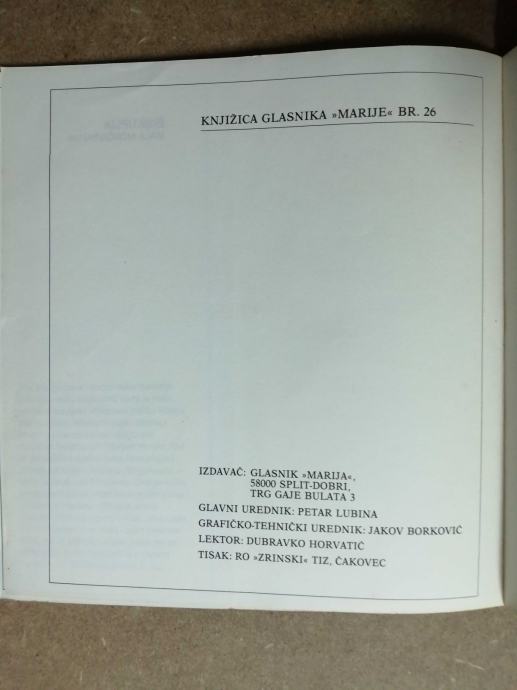 KNJIŽICA GLASNIKA »MARIJE« BR. 26
IZDAVAČ: GLASNIK »MARIJA«,
58000 SPLIT-DOBRI,
TRG GAJE BULATA 3
GLAVNI UREDNIK: PETAR LUBINA
GRAFIČKO-TEHNIČKI UREDNIK: JAKOV BORKOVIĆ
LEKTOR: DUBRAVKO HORVATIĆ
TISAK: RO »ZRINSKI« TIZ, ČAKOVEC